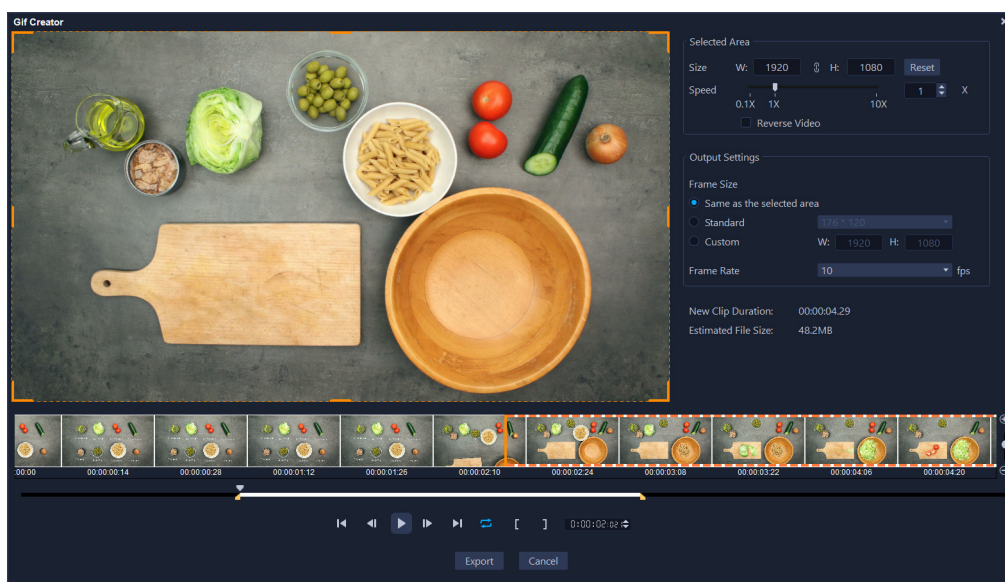 Gif Creator
Selected Area
Size W: 1920 H: 1080 Reset
Speed 1 X
0.1X 1X 10X
Reverse Video
Output Settings
Frame Size
Same as the selected area
Standard 176 * 120
Custom W: 1920 H: 1080
Frame Rate 10 fps
New Clip Duration: 00:00:04.29
Estimated File Size: 48.2MB
:00:00 00:00:00:14 00:00:00:28 00:00:01:12 00:00:01:26 00:00:02:10 00:00:02:24 00:00:03:08 00:00:03:22 00:00:04:06 00:00:04:20
[ ] 0:00:02:02
Export Cancel